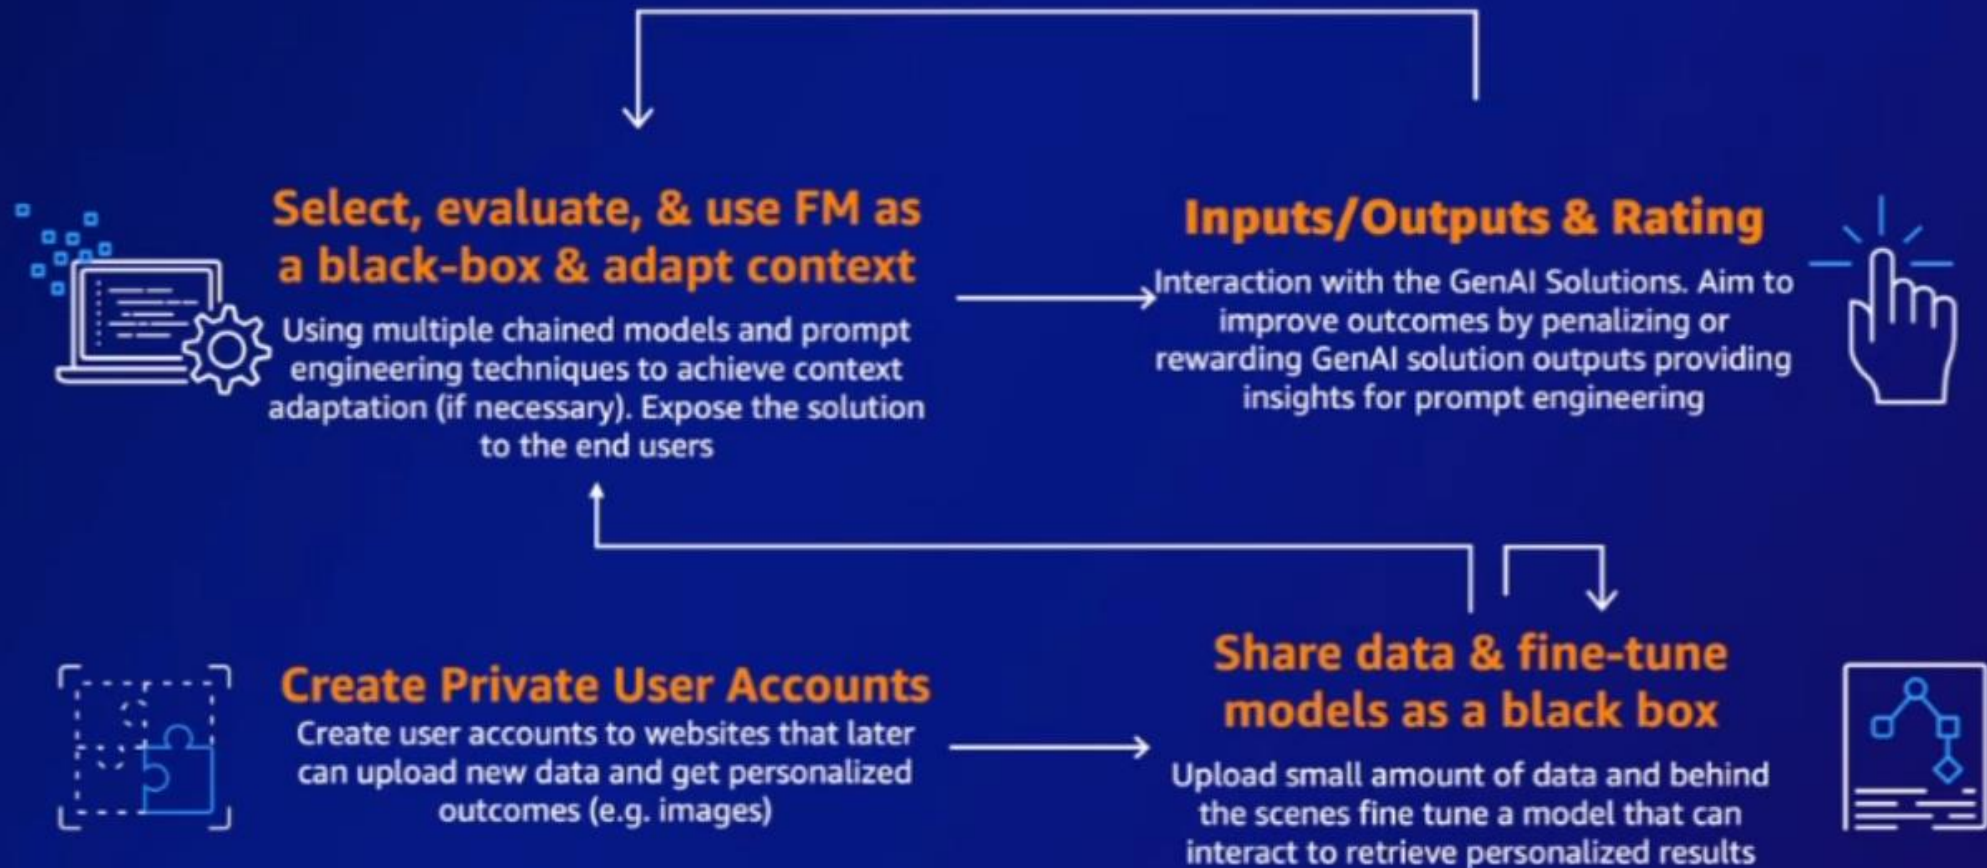 Select, evaluate, & use FM as
a black-box & adapt context
Using multiple chained models and prompt
engineering techniques to achieve context
adaptation (if necessary). Expose the solution
to the end users
Inputs/Outputs & Rating
Interaction with the GenAI Solutions. Aim to
improve outcomes by penalizing or
rewarding GenAI solution outputs providing
insights for prompt engineering
Create Private User Accounts
Create user accounts to websites that later
can upload new data and get personalized
outcomes (e.g. images)
Share data & fine-tune
models as a black box
Upload small amount of data and behind
the scenes fine tune a model that can
interact to retrieve personalized results